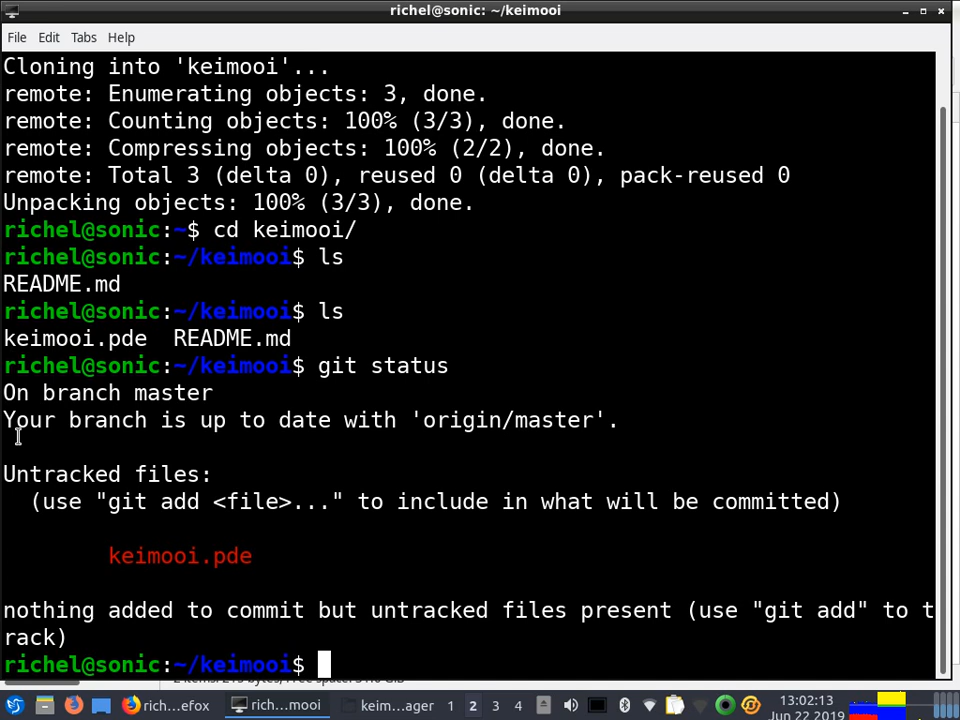 richel@sonic: ~/keimooi
File Edit Tabs Help
Cloning into 'keimooi'...
remote: Enumerating objects: 3, done.
remote: Counting objects: 100% (3/3), done.
remote: Compressing objects: 100% (2/2), done.
remote: Total 3 (delta 0), reused 0 (delta 0), pack-reused 0
Unpacking objects: 100% (3/3), done.
richel@sonic:~$ cd keimooi/
richel@sonic:~/keimooi$ ls
README.md
richel@sonic:~/keimooi$ ls
keimooi.pde  README.md
richel@sonic:~/keimooi$ git status
On branch master
Your branch is up to date with 'origin/master'.
Untracked files:
  (use "git add <file>..." to include in what will be committed)
        keimooi.pde
nothing added to commit but untracked files present (use "git add" to t
rack)
richel@sonic:~/keimooi$
rich...efox rich...mooi keim...ager 1 2 3 4 13:02:13
Jun 22 2019